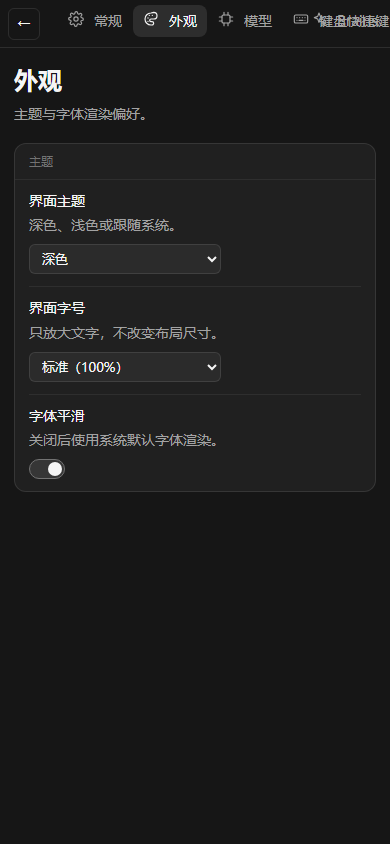 常规
外观
模型
外观
主题与字体渲染偏好。
主题
界面主题
深色、浅色或跟随系统。
深色
界面字号
只放大文字，不改变布局尺寸。
标准（100%）
字体平滑
关闭后使用系统默认字体渲染。